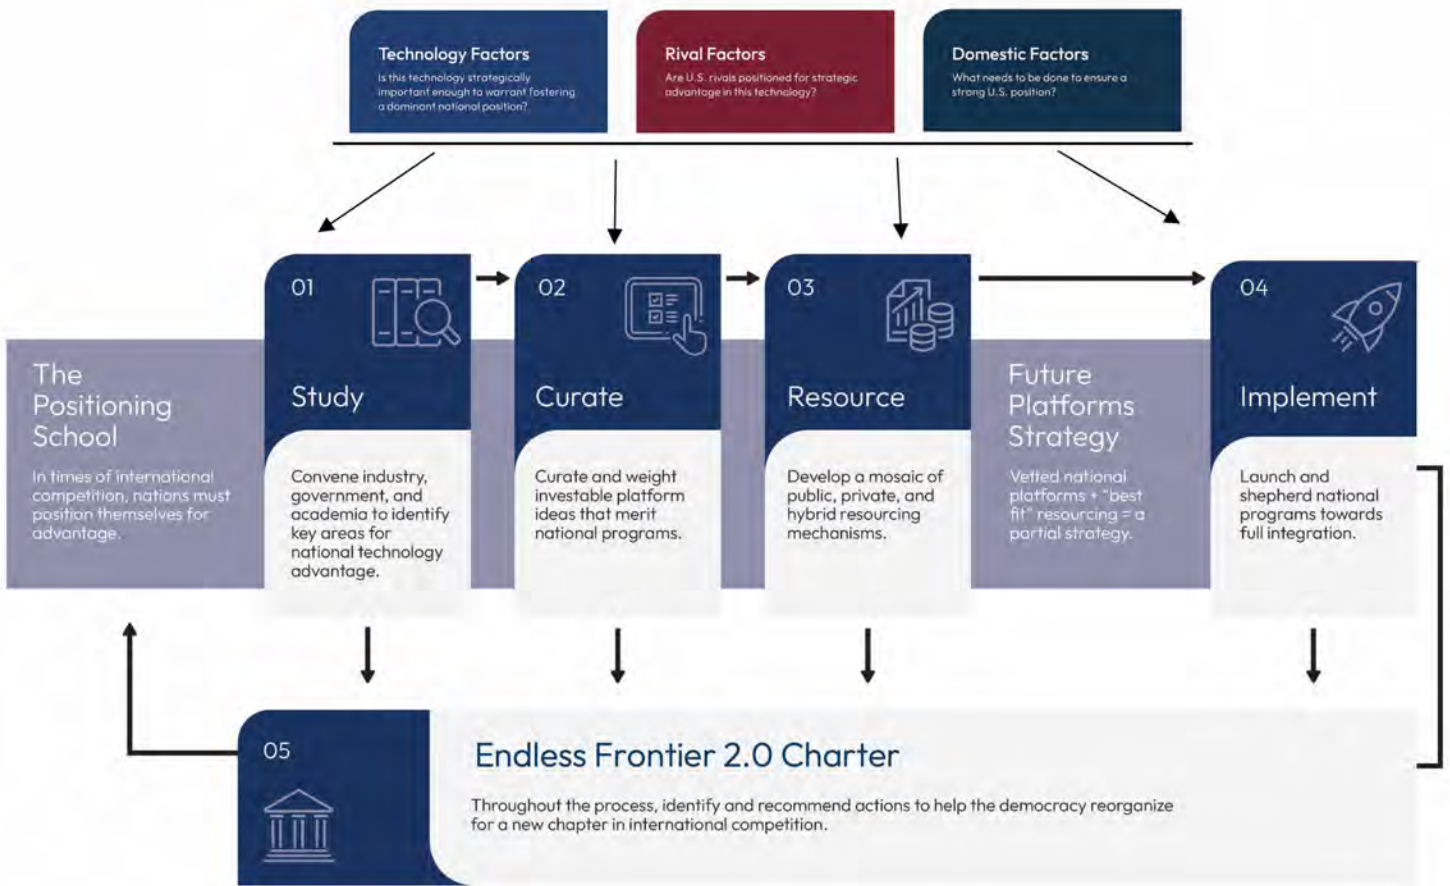 Technology Factors
Is this technology strategically
important enough to warrant fostering
a dominant national position?
Rival Factors
Are U.S. rivals positioned for strategic
advantage in this technology?
Domestic Factors
What needs to be done to ensure a
strong U.S. position?
The
Positioning
School
In times of international
competition, nations must
position themselves for
advantage.
01
Study
Convene industry,
government, and
academia to identify
key areas for
national technology
advantage.
02
Curate
Curate and weight
investable platform
ideas that merit
national programs.
03
Resource
Develop a mosaic of
public, private, and
hybrid resourcing
mechanisms.
Future
Platforms
Strategy
Vetted national
platforms + "best
fit" resourcing = a
partial strategy.
04
Implement
Launch and
shepherd national
programs towards
full integration.
05
Endless Frontier 2.0 Charter
Throughout the process, identify and recommend actions to help the democracy reorganize
for a new chapter in international competition.